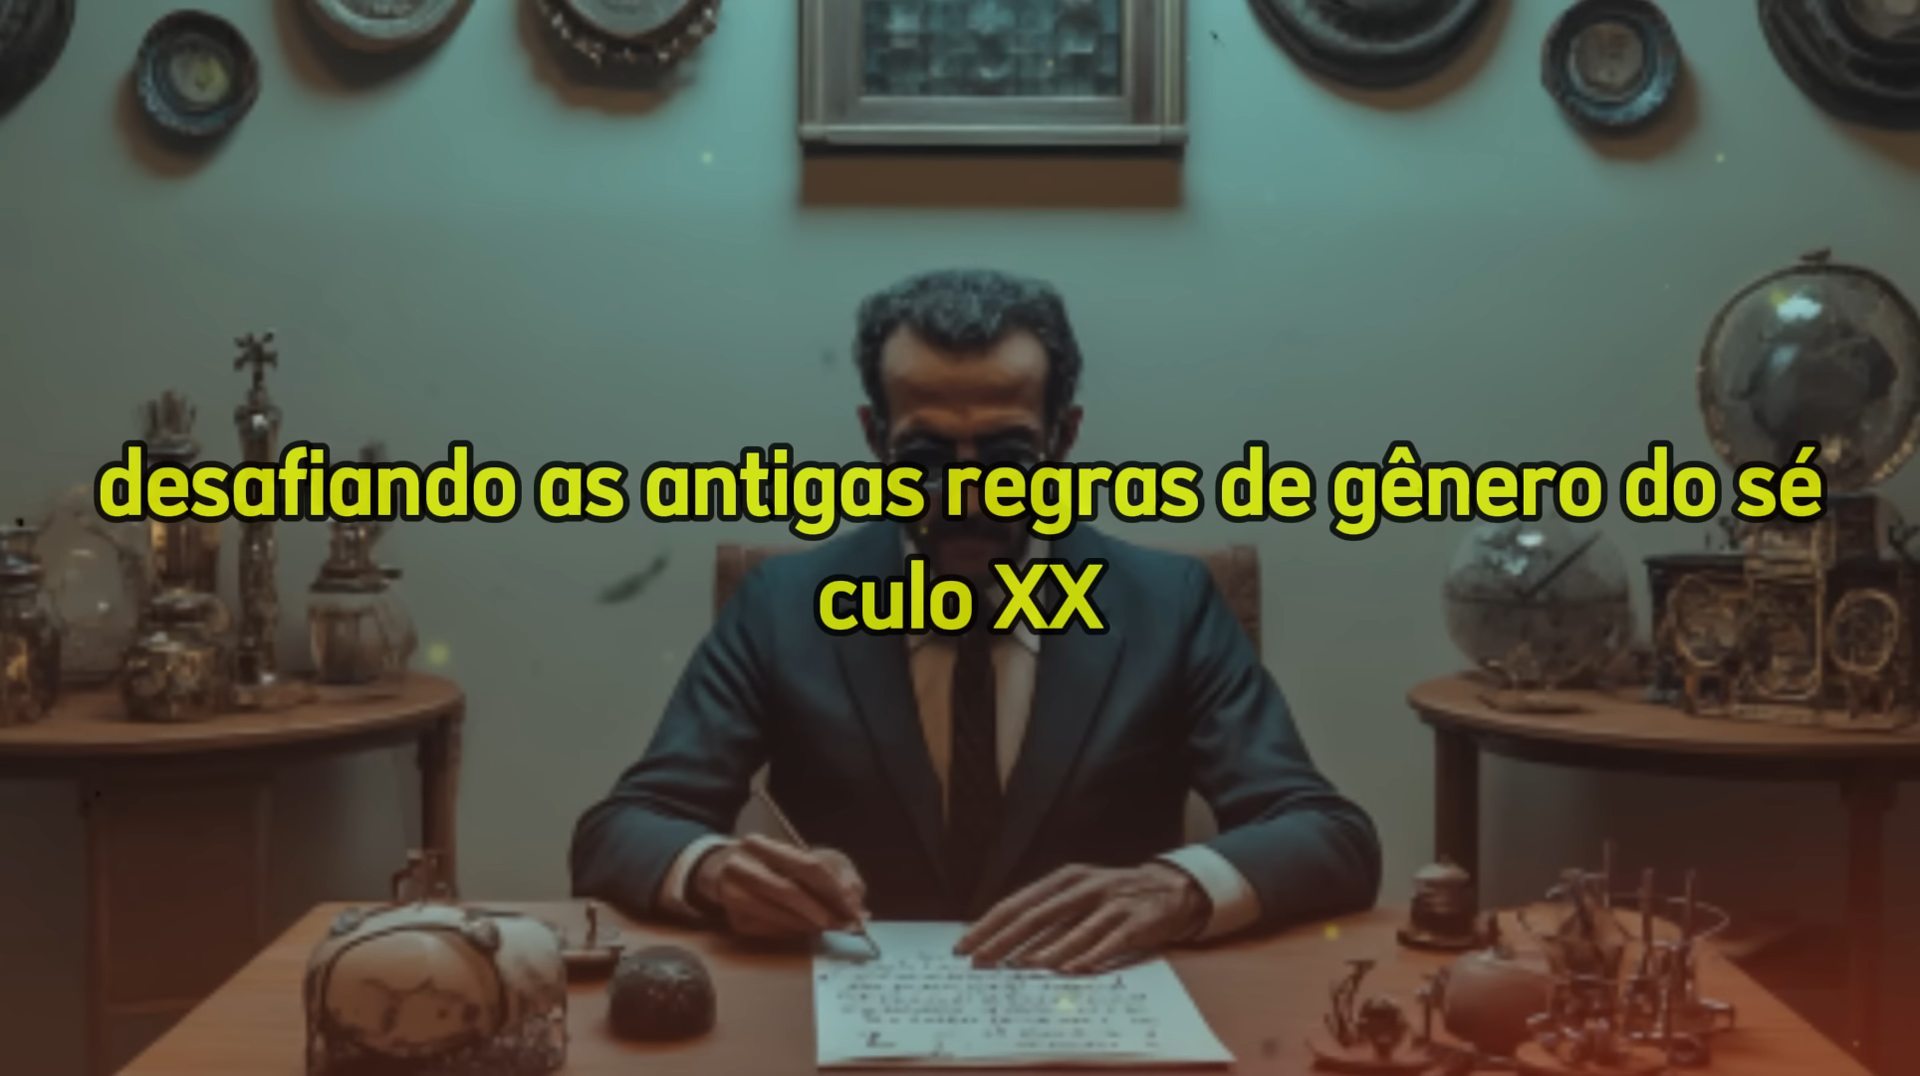 desafiando as antigas regras de gênero do sé
culo XX